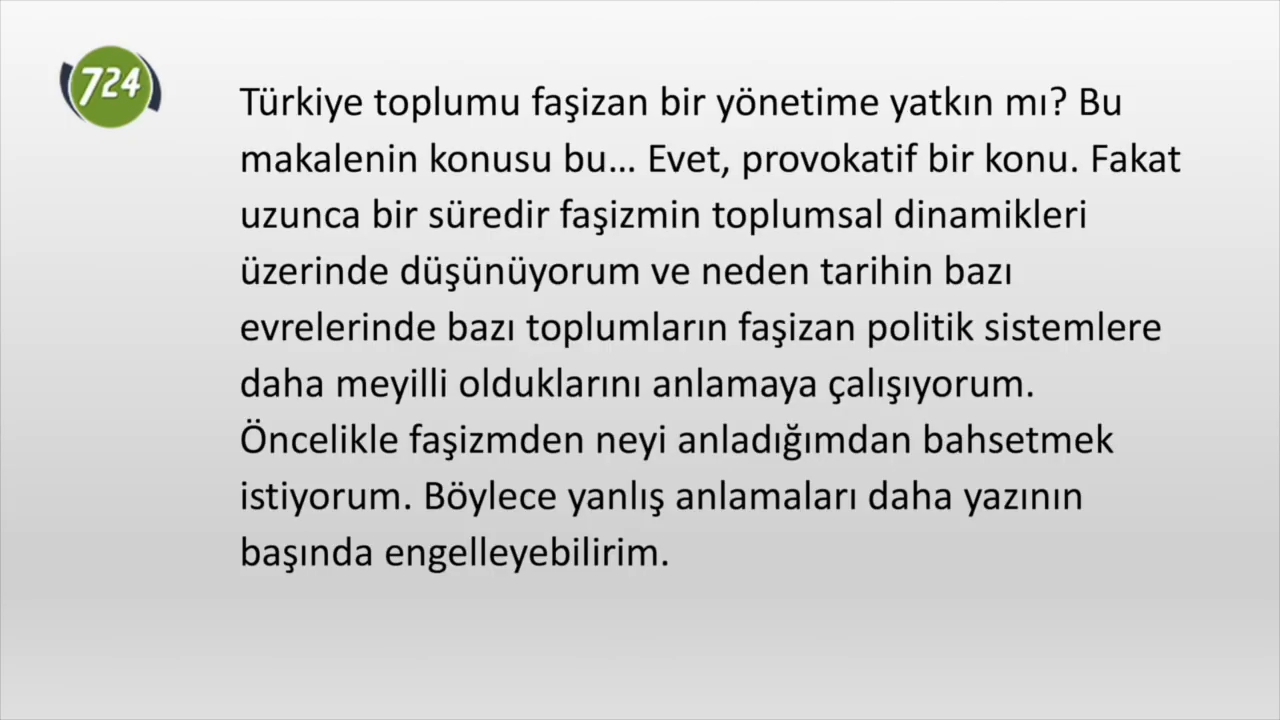 724
Türkiye toplumu faşizan bir yönetime yatkın mı? Bu
makalenin konusu bu... Evet, provokatif bir konu. Fakat
uzunca bir süredir faşizmin toplumsal dinamikleri
üzerinde düşünüyorum ve neden tarihin bazı
evrelerinde bazı toplumların faşizan politik sistemlere
daha meyilli olduklarını anlamaya çalışıyorum.
Öncelikle faşizmden neyi anladığımdan bahsetmek
istiyorum. Böylece yanlış anlamaları daha yazının
başında engelleyebilirim.